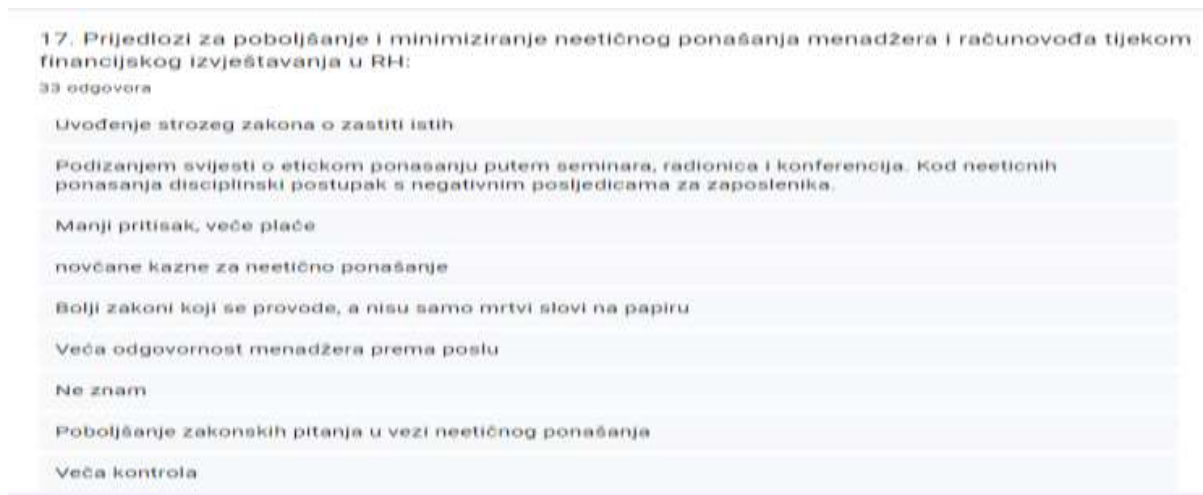 17. Prijedlozi za poboljšanje i minimiziranje neetičnog ponašanja menadžera i računovođa tijekom
financijskog izvještavanja u RH:
33 odgovora
Uvođenje strozeg zakona o zastiti istih
Podizanjem svijesti o etickom ponasanju putem seminara, radionica i konferencija. Kod neeticnih
ponasanja disciplinski postupak s negativnim posljedicama za zaposlenika.
Manji pritisak, veće plaće
novčane kazne za neetično ponašanje
Bolji zakoni koji se provode, a nisu samo mrtvi slovi na papiru
Veća odgovornost menadžera prema poslu
Ne znam
Poboljšanje zakonskih pitanja u vezi neetičnog ponašanja
Veča kontrola